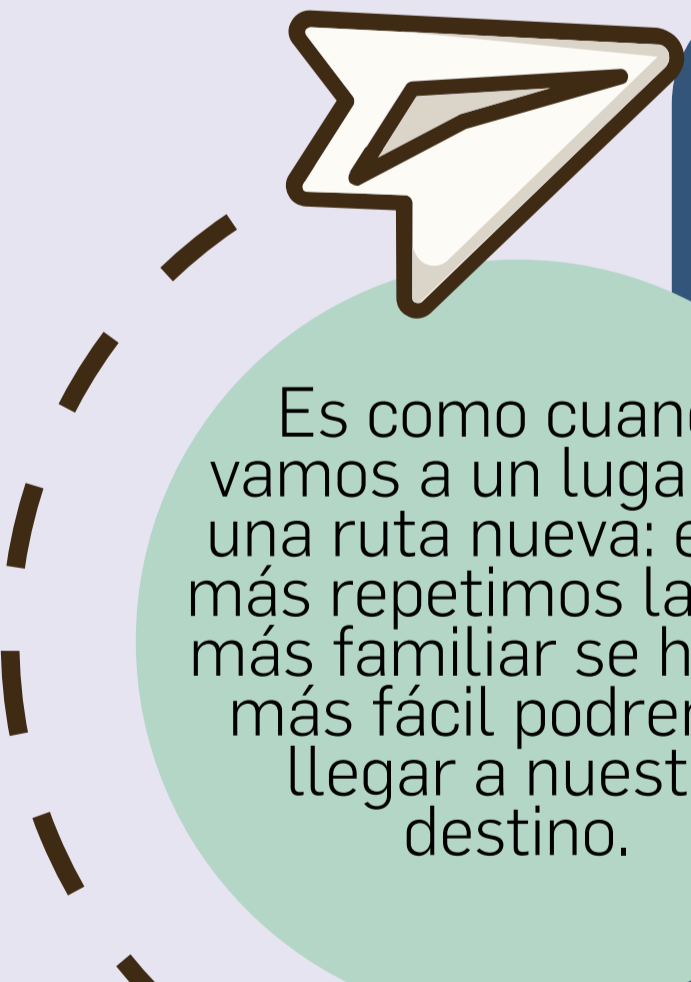 Es como cuan
vamos a un luga
una ruta nueva: e
más repetimos la
más familiar se h
más fácil podre
llegar a nuest
destino.